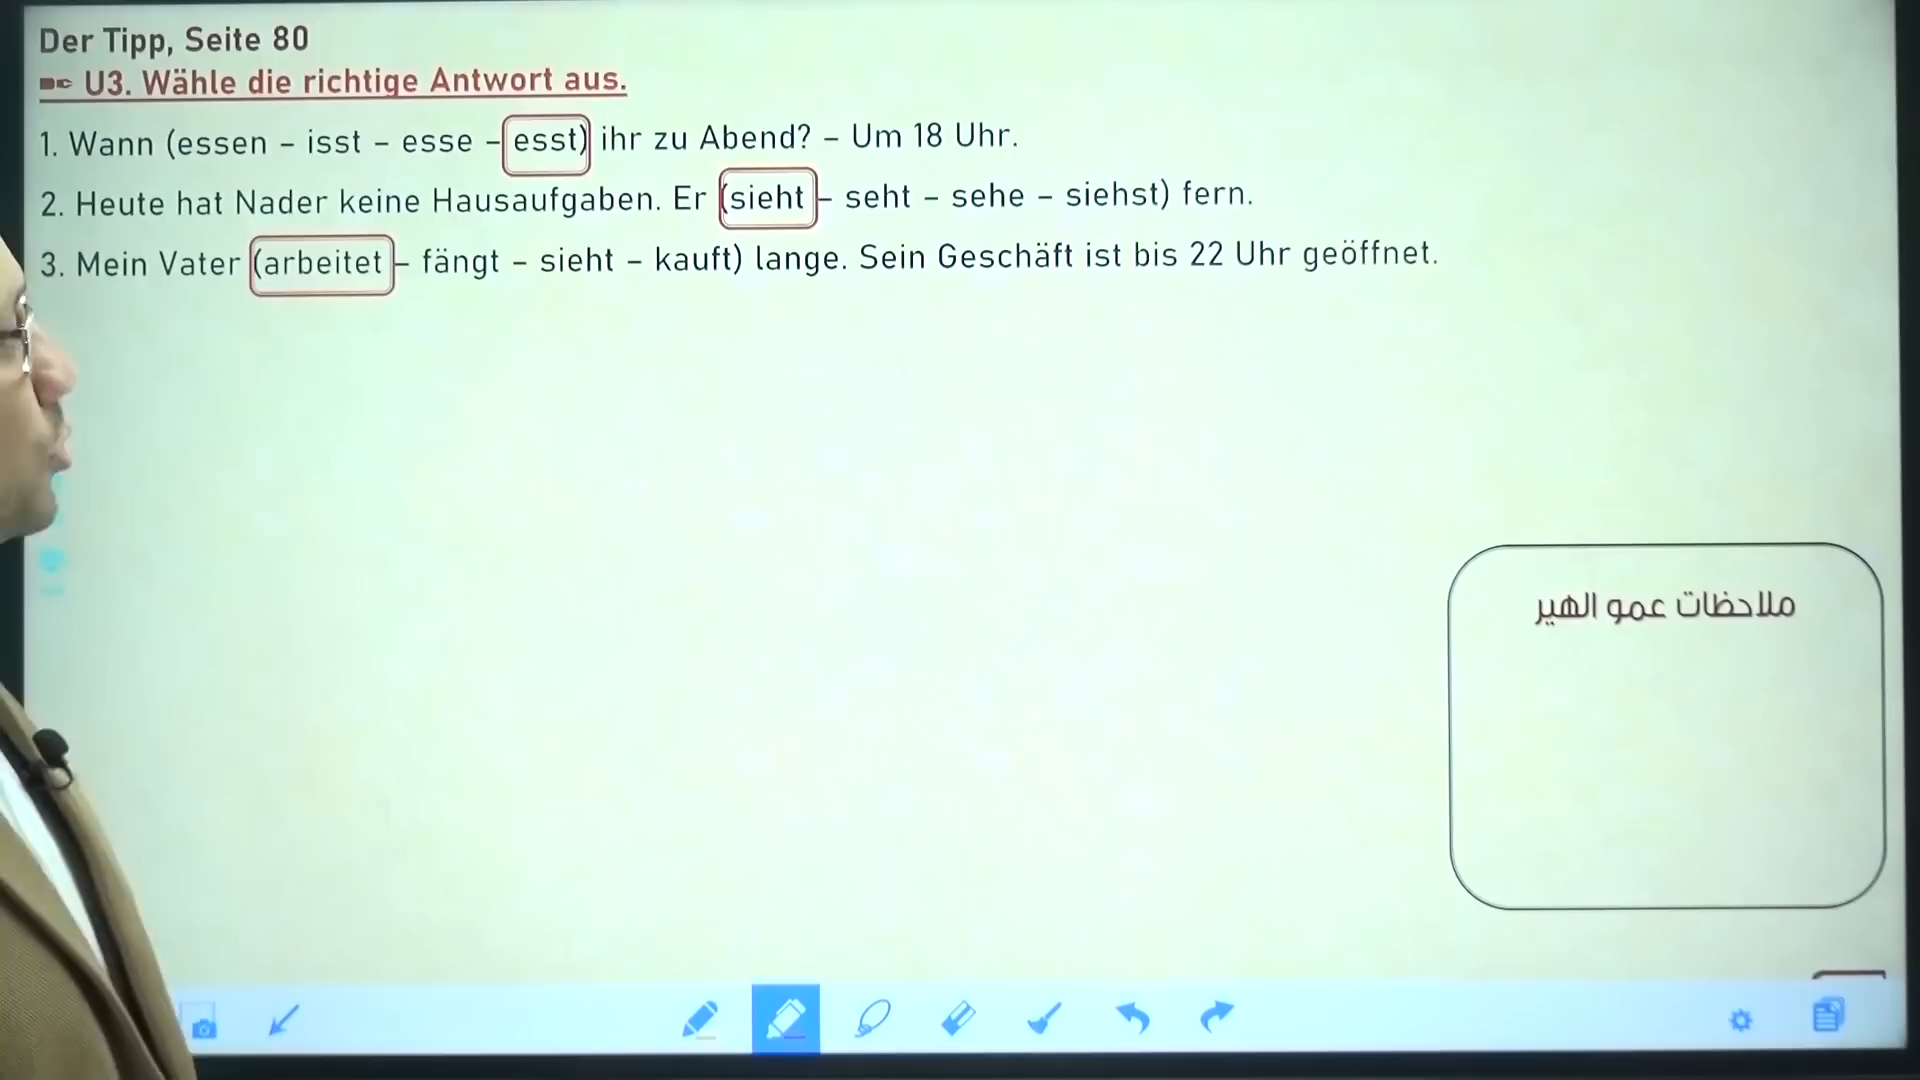 Der Tipp, Seite 80
U3. Wähle die richtige Antwort aus.
1. Wann (essen – isst – esse – esst) ihr zu Abend? – Um 18 Uhr.
2. Heute hat Nader keine Hausaufgaben. Er (sieht – seht – sehe – siehst) fern.
3. Mein Vater (arbeitet – fängt – sieht – kauft) lange. Sein Geschäft ist bis 22 Uhr geöffnet.
ملاحظات عمو الهير